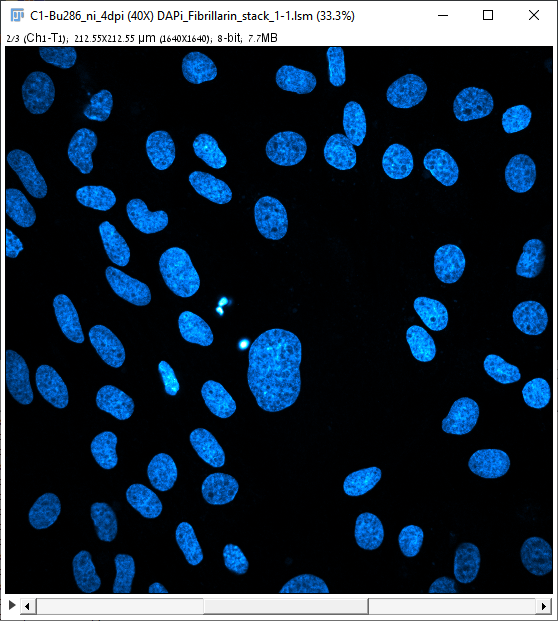 C1-Bu286_ni_4dpi (40X) DAPi_Fibrillarin_stack_1-1.lsm (33.3%)
2/3 (Ch1-T1); 212.55x212.55 µm (1640x1640); 8-bit; 7.7MB